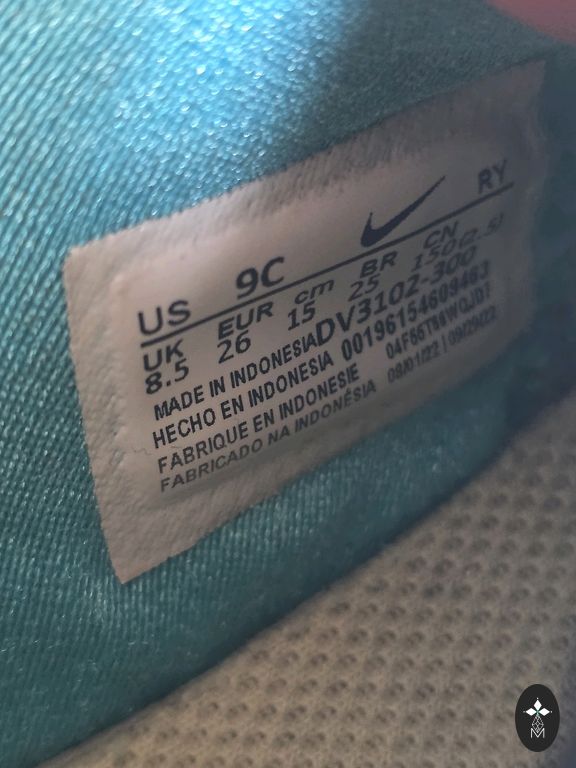 US 9C RY
UK EUR cm BR CN
8.5 26 15 25 150(2.5)
MADE IN INDONESIA DV3102-300
HECHO EN INDONESIA 00196154609463
FABRIQUE EN INDONESIE
FABRICADO NA INDONÉSIA 08/01/22 | 09/29/22
M